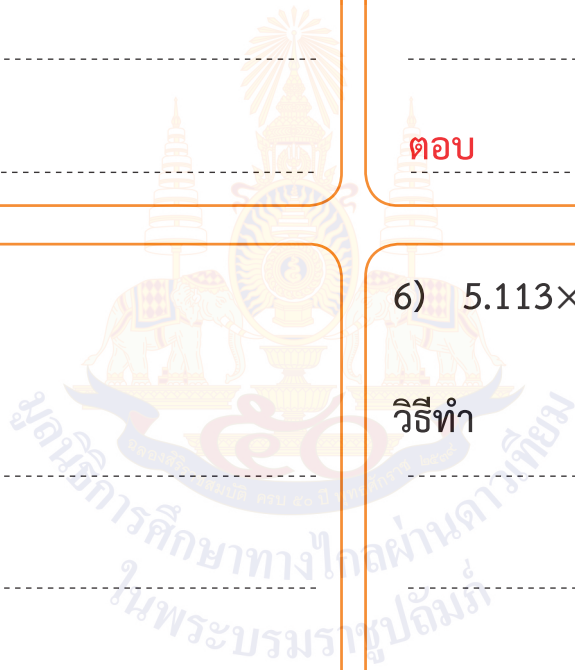 ตอบ
6) 5.113×
วิธีทำ
มูลนิธิการศึกษาทางไกลผ่านดาวเทียม
ในพระบรมราชูปถัมภ์